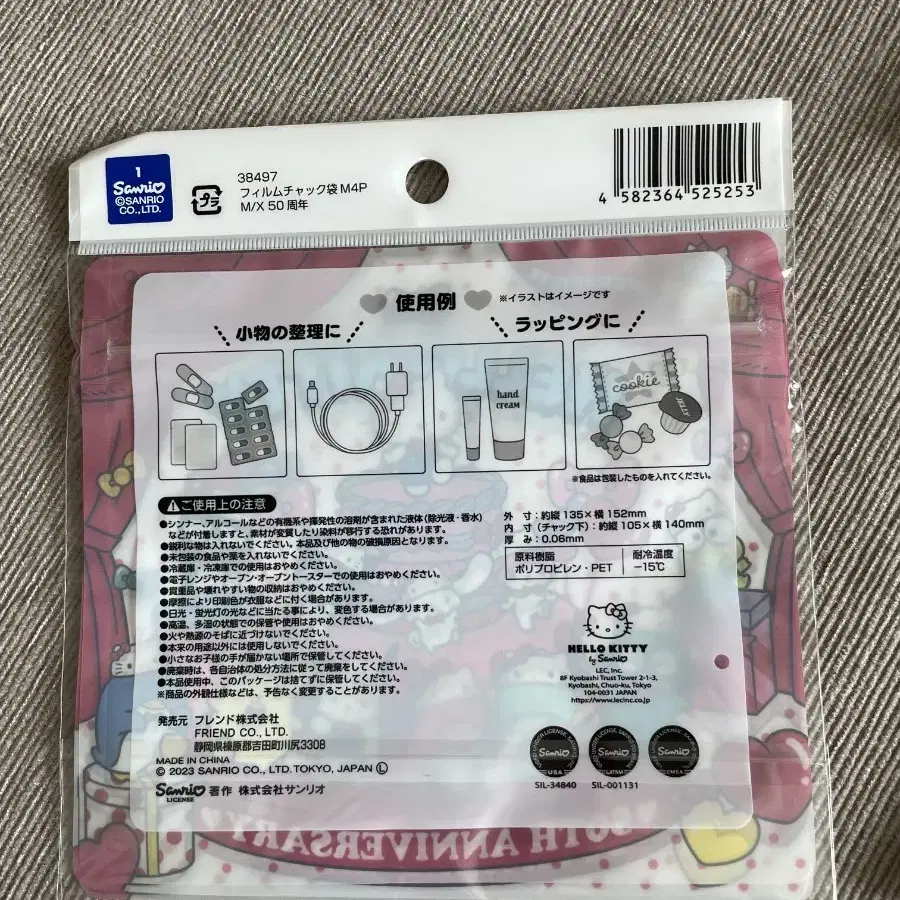 1
Sanrio
©SANRIO
CO.,LTD.
プラ
38497
フィルムチャック袋 M4P
M/X 50 周年
4 582364 525253
使用例
※イラストはイメージです
小物の整理に
ラッピングに
hand
cream
cookie
JELLY
※食品は包装したものを入れてください。
ご使用上の注意
●シンナー、アルコールなどの有機系や揮発性の溶剤が含まれた液体(除光液・香水)
などが付着しますと、素材が変質したり染料が移行する恐れがあります。
●鋭利な物は入れないでください。本品及び他の物の破損原因となります。
●未包装の食品や薬を入れないでください。
●冷蔵庫・冷凍庫での使用はおやめください。
●電子レンジやオーブン・オーブントースターでの使用はおやめください。
●貴重品や壊れやすい物の収納はおやめください。
●摩擦により印刷色が衣服などに付く場合があります。
●日光・蛍光灯の光などに当たる事により、変色する場合があります。
●高温、多湿の状態での保管や使用はおやめください。
●火や熱源のそばに近づけないでください。
●本来の用途以外には使用しないでください。
●小さなお子様の手が届かない場所で保管してください。
●廃棄時は、各自治体の処分方法に従って廃棄をしてください。
●本品使用中、このパッケージは捨てずに保管してください。
※商品の外観仕様などは、予告なく変更することがあります。
外 寸:約縦 135×横 152mm
内 寸(チャック下):約縦 105×横 140mm
厚 み:0.06mm
原料樹脂
ポリプロピレン・PET
耐冷温度
−15℃
HELLO KITTY
by Sanrio
LEC, Inc.
8F Kyobashi Trust Tower 2-1-3,
Kyobashi, Chuo-ku, Tokyo
104-0031 JAPAN
https://www.lecinc.co.jp
発売元 フレンド株式会社
FRIEND CO., LTD.
静岡県榛原郡吉田町川尻3308
MADE IN CHINA
© 2023 SANRIO CO., LTD. TOKYO, JAPAN Ⓛ
Sanrio 著作 株式会社サンリオ
LICENSE
Sanrio
USA
Sanrio
LATAM
Sanrio
EMEA
SIL-34840
SIL-001131
50TH ANNIVERSARY